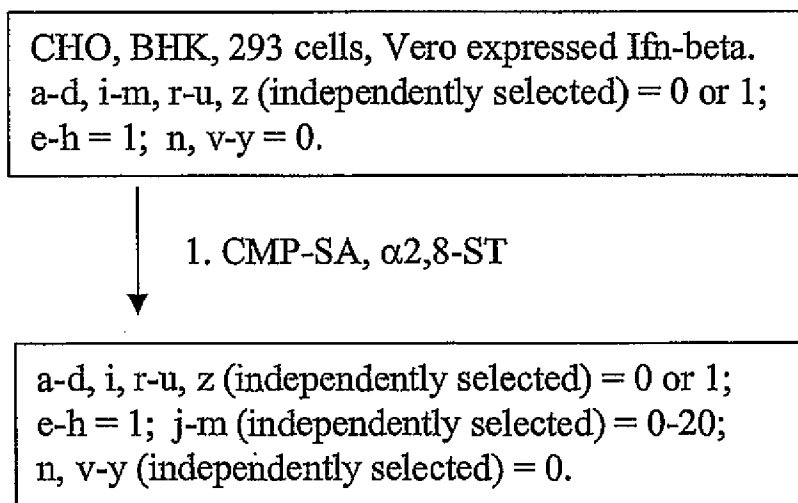 CHO, BHK, 293 cells, Vero expressed Ifn-beta.
a-d, i-m, r-u, z (independently selected) = 0 or 1;
e-h = 1; n, v-y = 0.
1. CMP-SA, α2,8-ST
a-d, i, r-u, z (independently selected) = 0 or 1;
e-h = 1; j-m (independently selected) = 0-20;
n, v-y (independently selected) = 0.